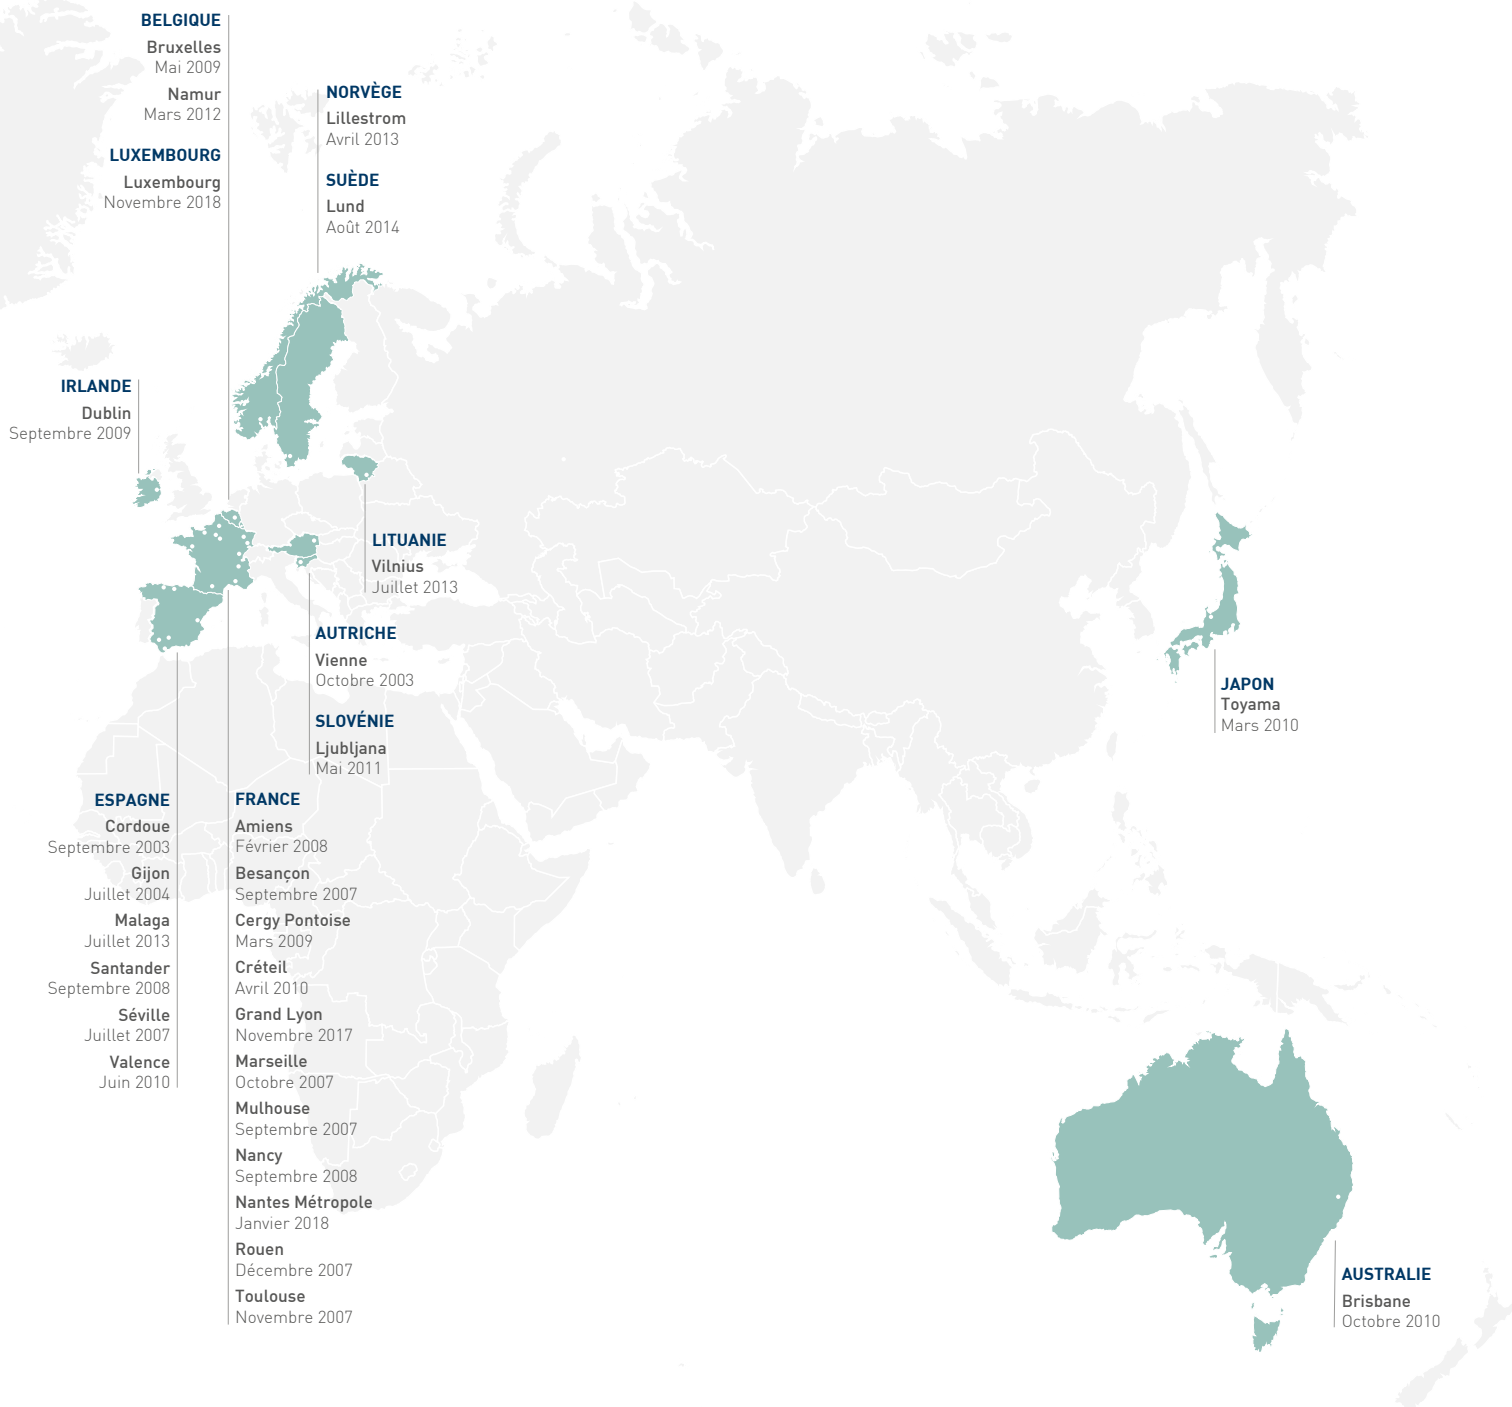 BELGIQUE
Bruxelles
Mai 2009
Namur
Mars 2012
LUXEMBOURG
Luxembourg
Novembre 2018
NORVÈGE
Lillestrom
Avril 2013
SUÈDE
Lund
Août 2014
IRLANDE
Dublin
Septembre 2009
LITUANIE
Vilnius
Juillet 2013
AUTRICHE
Vienne
Octobre 2003
SLOVÉNIE
Ljubljana
Mai 2011
JAPON
Toyama
Mars 2010
ESPAGNE
Cordoue
Septembre 2003
Gijon
Juillet 2004
Malaga
Juillet 2013
Santander
Septembre 2008
Séville
Juillet 2007
Valence
Juin 2010
FRANCE
Amiens
Février 2008
Besançon
Septembre 2007
Cergy Pontoise
Mars 2009
Créteil
Avril 2010
Grand Lyon
Novembre 2017
Marseille
Octobre 2007
Mulhouse
Septembre 2007
Nancy
Septembre 2008
Nantes Métropole
Janvier 2018
Rouen
Décembre 2007
Toulouse
Novembre 2007
AUSTRALIE
Brisbane
Octobre 2010